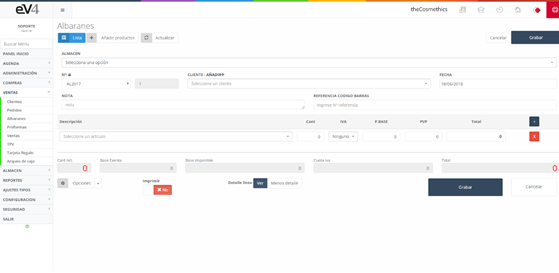 eV4
theCosmethics
SOPORTE
Buscar Menu
PANEL INICIO
AGENDA
ADMINISTRACIÓN
COMPRAS
VENTAS
Clientes
Pedidos
Albaranes
Proformas
Ventas
TPV
Tarjeta Regalo
Arqueo de caja
ALMACEN
REPORTES
AJUSTES TIPOS
CONFIGURACION
SEGURIDAD
SALIR
Albaranes
Lista
Añadir productos
Actualizar
Cancelar
Grabar
ALMACEN
Selecciona una opción
Nº
CLIENTE - AÑADIR
FECHA
AL2017
Seleccione un cliente
18/06/2018
NOTA
REFERENCIA CODIGO BARRAS
nota
Ingrese Nº referencia
Descripción
Cant
IVA
P.BASE
PVP
Total
+
Seleccione un artículo
0
Ninguno
0
0
0
X
Cant Art.
Base Exenta
Base Imponible
Cuota Iva
Total
0
0
0
0
0
Opciones
Imprimir
No
Detalle línea
Ver
Menos detalle
Grabar
Cancelar